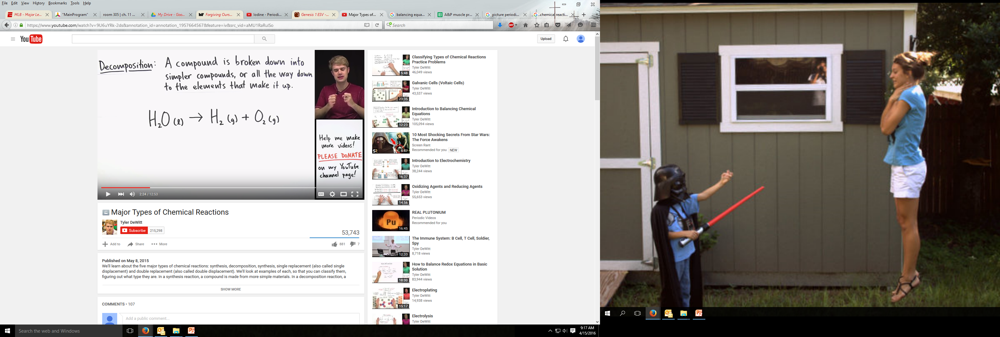 File Edit View History Bookmarks Tools Help
MLB - Major Le...
"MainProgram"
room 305 | ch. 11 ...
My Drive - Goo...
bF Forgiving Ours...
Iodine - Periodi...
Genesis 1 ESV -...
Major Types of...
balancing equa...
A&P muscle pr...
picture periodi...
chemical reacti...
https://www.youtube.com/watch?v=9U6uYRk-2ds&annotation_id=annotation_1957664567&feature=iv&src_vid=aMU1RaRulSo
Search
ABP
YouTube
Upload
Decomposition: A compound is broken down into
simpler compounds, or all the way down
to the elements that make it up.
H₂O (l) → H₂ (g) + O₂ (g)
Help me make
more videos!
PLEASE DONATE
on my YouTube
channel page!
2:24 / 12:53
CC
Major Types of Chemical Reactions
Tyler DeWitt
Subscribe 215,298
53,743
Add to Share More
881 7
Published on May 8, 2015
We'll learn about the five major types of chemical reactions: synthesis, decomposition, synthesis, single replacement (also called single
displacement) and double replacement (also called double displacement). We'll look at examples of each, so that you can classify them,
figuring out what type they are. In a synthesis reaction, a compound is made from more simple materials. In a decomposition reaction, a
SHOW MORE
COMMENTS • 107
Add a public comment...
5:48
Classifying Types of Chemical Reactions
Practice Problems
Tyler DeWitt
46,049 views
23:35
Galvanic Cells (Voltaic Cells)
Tyler DeWitt
43,537 views
12:23
Introduction to Balancing Chemical
Equations
Tyler DeWitt
105,094 views
SR
5:57
10 Most Shocking Secrets From Star Wars:
The Force Awakens
Screen Rant
Recommended for you NEW
16:37
Introduction to Electrochemistry
Tyler DeWitt
38,244 views
14:56
Oxidizing Agents and Reducing Agents
Tyler DeWitt
55,653 views
Pu
16:45
REAL PLUTONIUM
Periodic Videos
Recommended for you
12:33
The Immune System: B Cell, T Cell, Soldier,
Spy
Tyler DeWitt
8,718 views
18:00
How to Balance Redox Equations in Basic
Solution
Tyler DeWitt
83,944 views
15:17
Electroplating
Tyler DeWitt
14,938 views
Electrolysis
Tyler DeWitt
Search the web and Windows
9:17 AM
4/15/2016